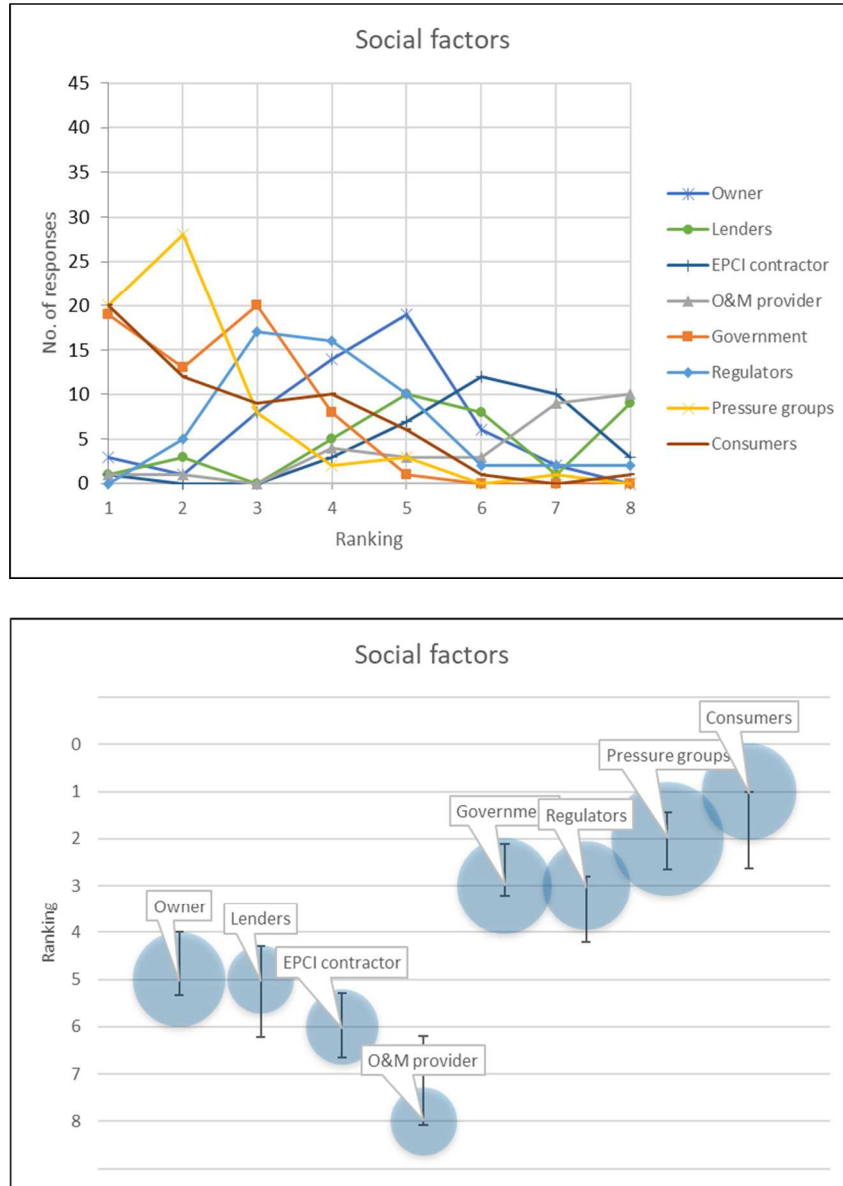 Social factors
45
40
35
30
25
20
15
10
5
0
No. of responses
1 2 3 4 5 6 7 8
Ranking
Owner
Lenders
EPCI contractor
O&M provider
Government
Regulators
Pressure groups
Consumers
Social factors
0
1
2
3
4
5
6
7
8
Ranking
Owner
Lenders
EPCI contractor
O&M provider
Governmen
Regulators
Pressure groups
Consumers